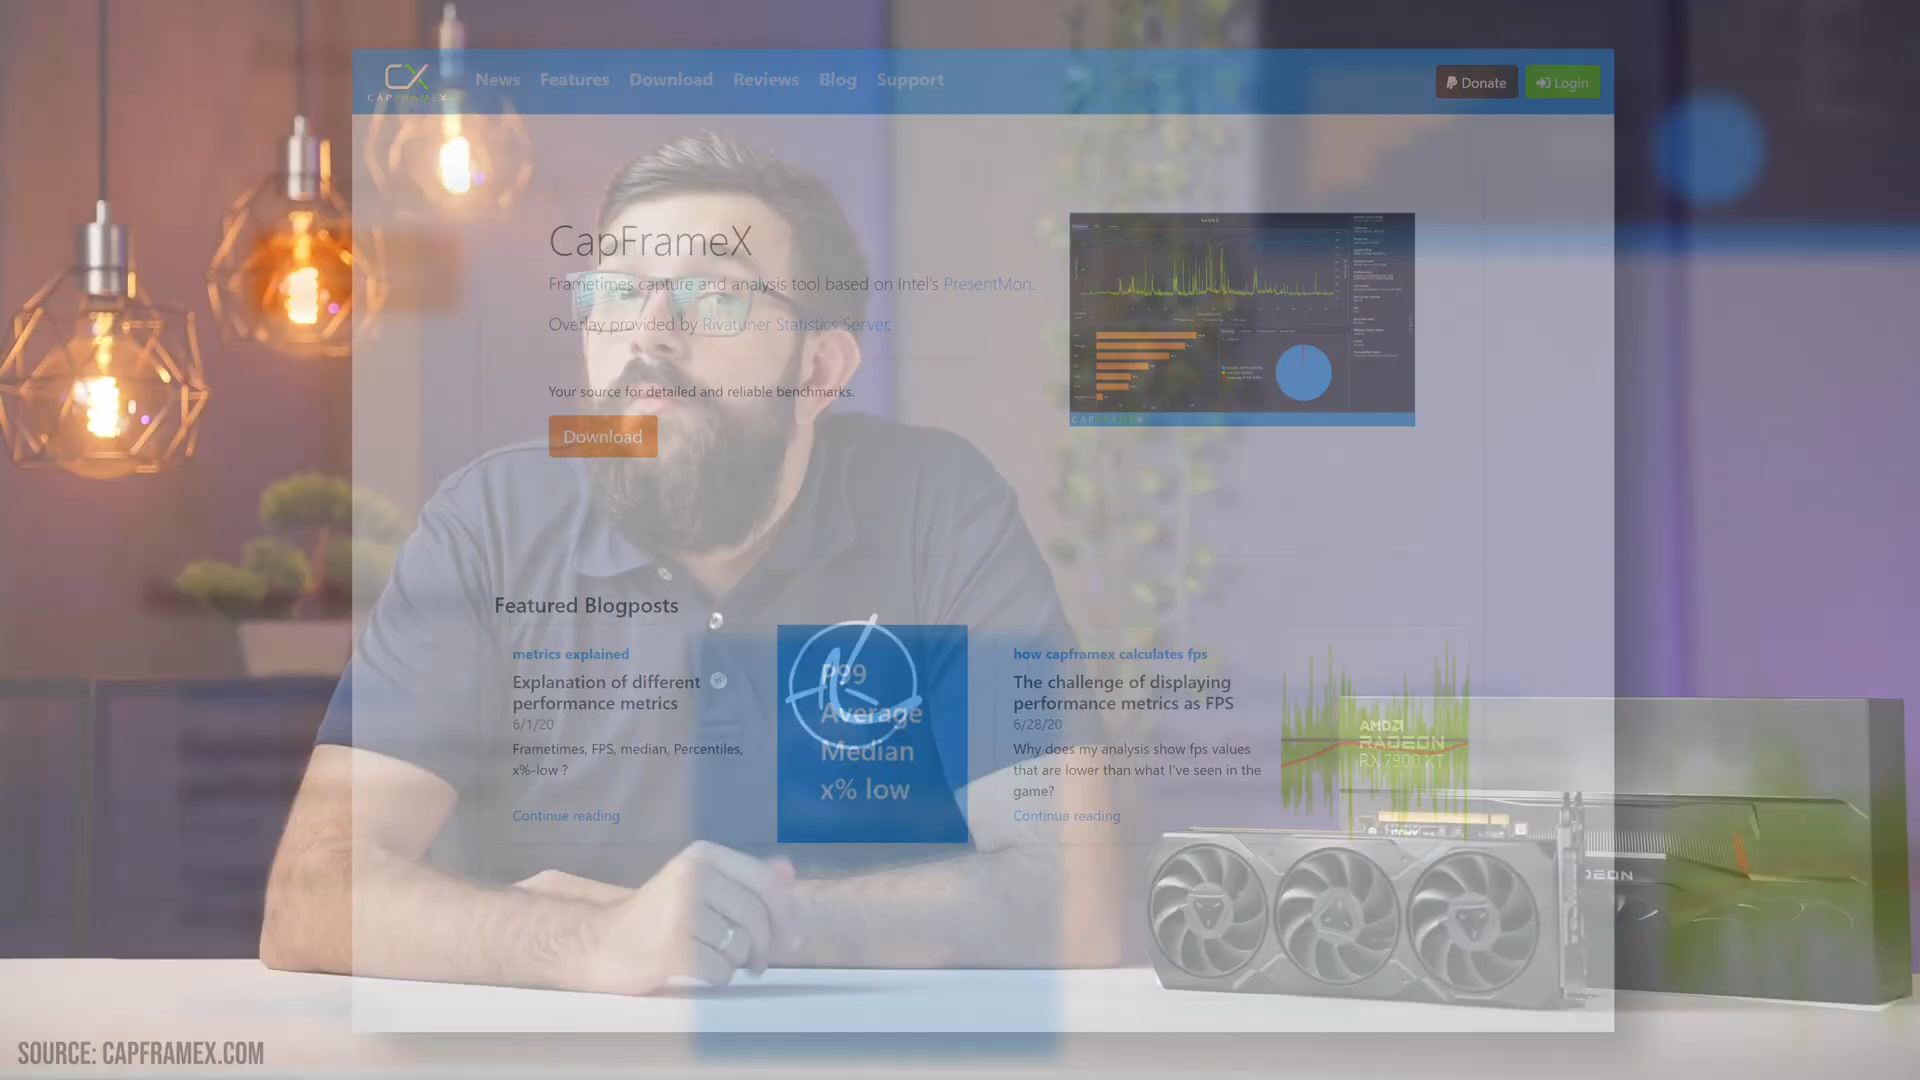 CX
CAPFRAMEX
News Features Download Reviews Blog Support
Donate
Login
CapFrameX
Frametimes capture and analysis tool based on Intel's PresentMon.
Overlay provided by Rivatuner Statistics Server.
Your source for detailed and reliable benchmarks.
Download
CAPFRAMEX
Featured Blogposts
metrics explained
Explanation of different
performance metrics
6/1/20
Frametimes, FPS, median, Percentiles,
x%-low ?
Continue reading
P99
Average
Median
x% low
how capframex calculates fps
The challenge of displaying
performance metrics as FPS
6/28/20
Why does my analysis show fps values
that are lower than what I've seen in the
game?
Continue reading
AMD
RADEON
RX 7900 XT
DEON
SOURCE: CAPFRAMEX.COM